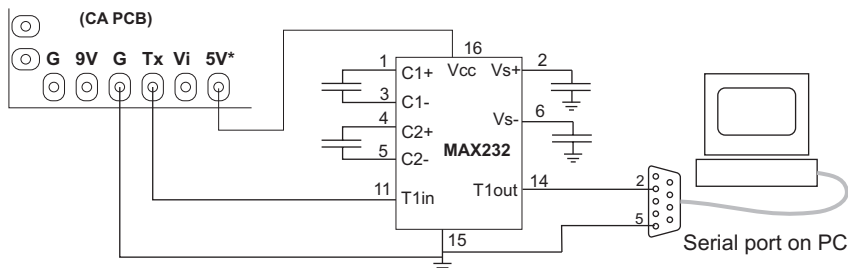 (CA PCB)
G 9V G Tx Vi 5V*
16
Vcc
1 C1+
3 C1-
4 C2+
5 C2-
11 T1in
MAX232
Vs+ 2
Vs- 6
T1out 14
15
2
5
Serial port on PC